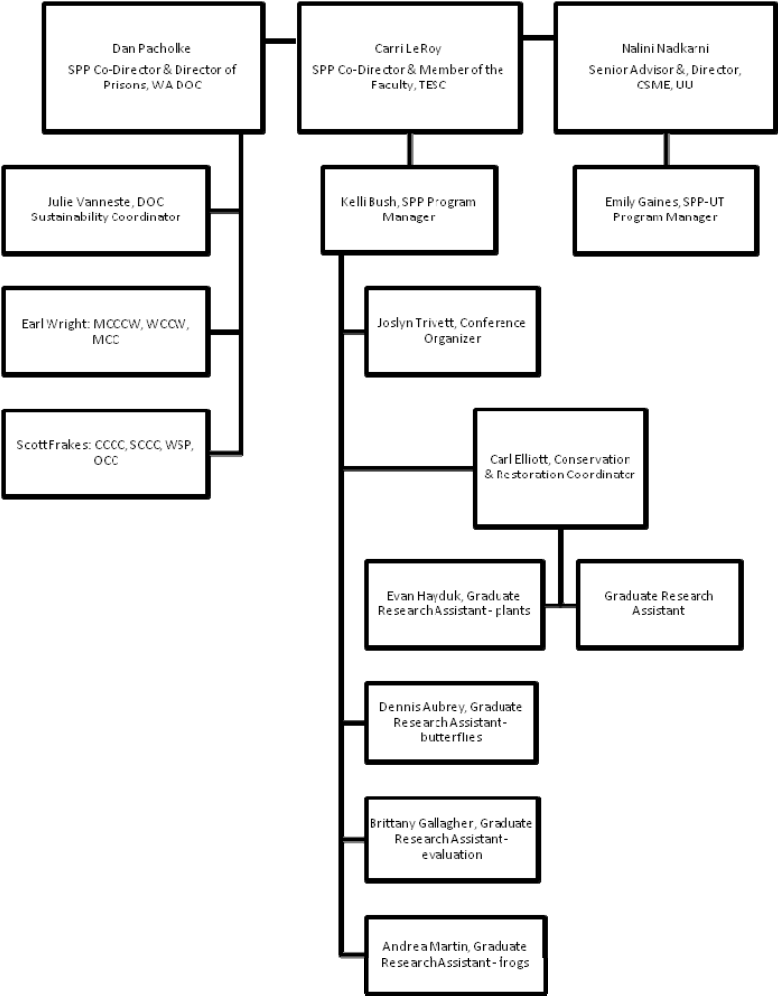 Dan Pacholke
SPP Co-Director & Director of
Prisons, WA DOC
Carri LeRoy
SPP Co-Director & Member of the
Faculty, TESC
Nalini Nadkarni
Senior Advisor &, Director,
CSME, UU
Julie Vanneste, DOC
Sustainability Coordinator
Kelli Bush, SPP Program
Manager
Emily Gaines, SPP-UT
Program Manager
Earl Wright: MCCCW, WCCW,
MCC
Joslyn Trivett, Conference
Organizer
Scott Frakes: CCCC, SCCC, WSP,
OCC
Carl Elliott, Conservation
& Restoration Coordinator
Evan Hayduk, Graduate
Research Assistant - plants
Graduate Research
Assistant
Dennis Aubrey, Graduate
Research Assistant-
butterflies
Brittany Gallagher, Graduate
Research Assistant-
evaluation
Andrea Martin, Graduate
Research Assistant - frogs